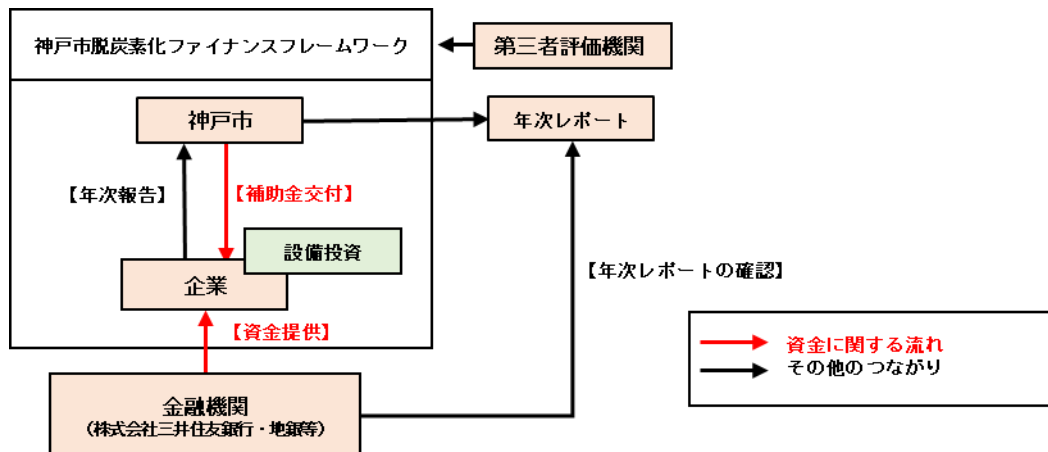 神戸市脱炭素化ファイナンスフレームワーク
第三者評価機関
神戸市
年次レポート
【年次報告】
【補助金交付】
設備投資
企業
【年次レポートの確認】
【資金提供】
資金に関する流れ
その他のつながり
金融機関
(株式会社三井住友銀行・地銀等)